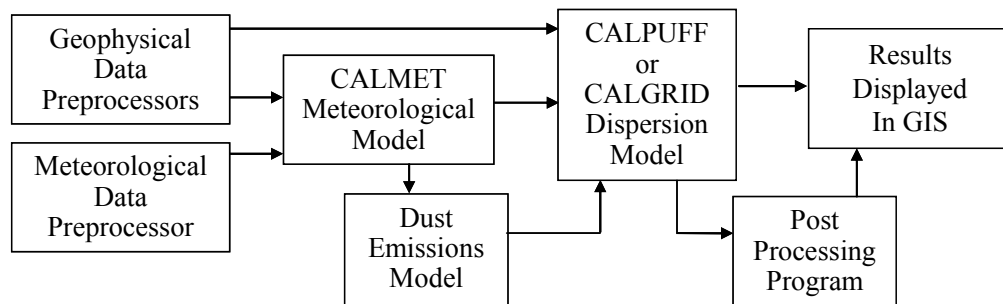 Geophysical
Data
Preprocessors
Meteorological
Data
Preprocessor
CALMET
Meteorological
Model
Dust
Emissions
Model
CALPUFF
or
CALGRID
Dispersion
Model
Post
Processing
Program
Results
Displayed
In GIS